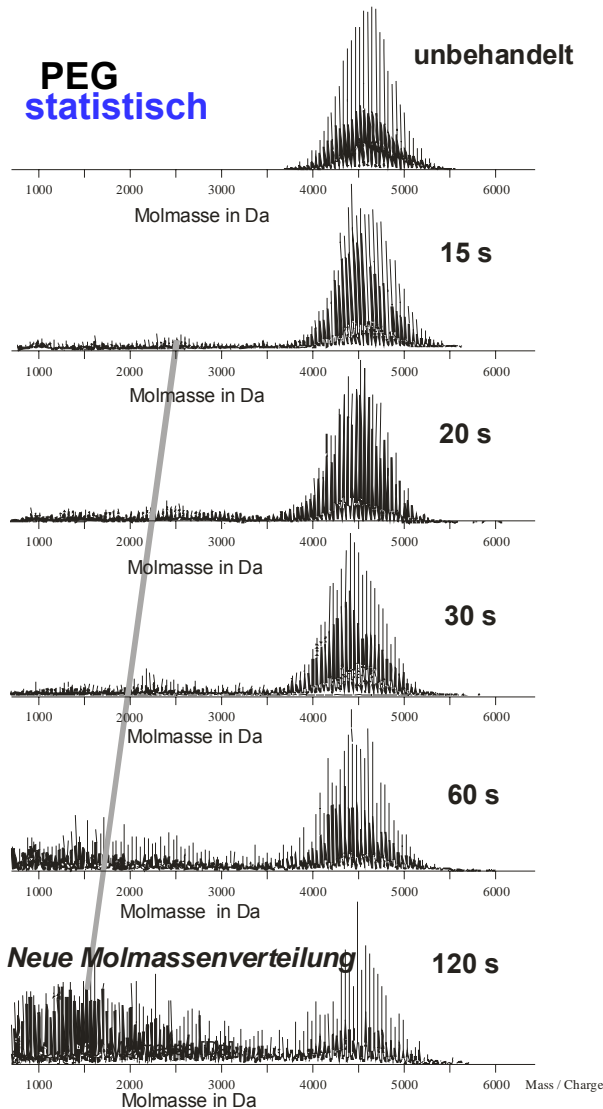 unbehandelt
PEG
statistisch
1000 2000 3000 4000 5000 6000
Molmasse in Da
15 s
1000 2000 3000 4000 5000 6000
Molmasse in Da
20 s
1000 2000 3000 4000 5000 6000
Molmasse in Da
30 s
1000 2000 3000 4000 5000 6000
Molmasse in Da
60 s
1000 2000 3000 4000 5000 6000
Molmasse in Da
Neue Molmassenverteilung
120 s
1000 2000 3000 4000 5000 6000 Mass / Charge
Molmasse in Da